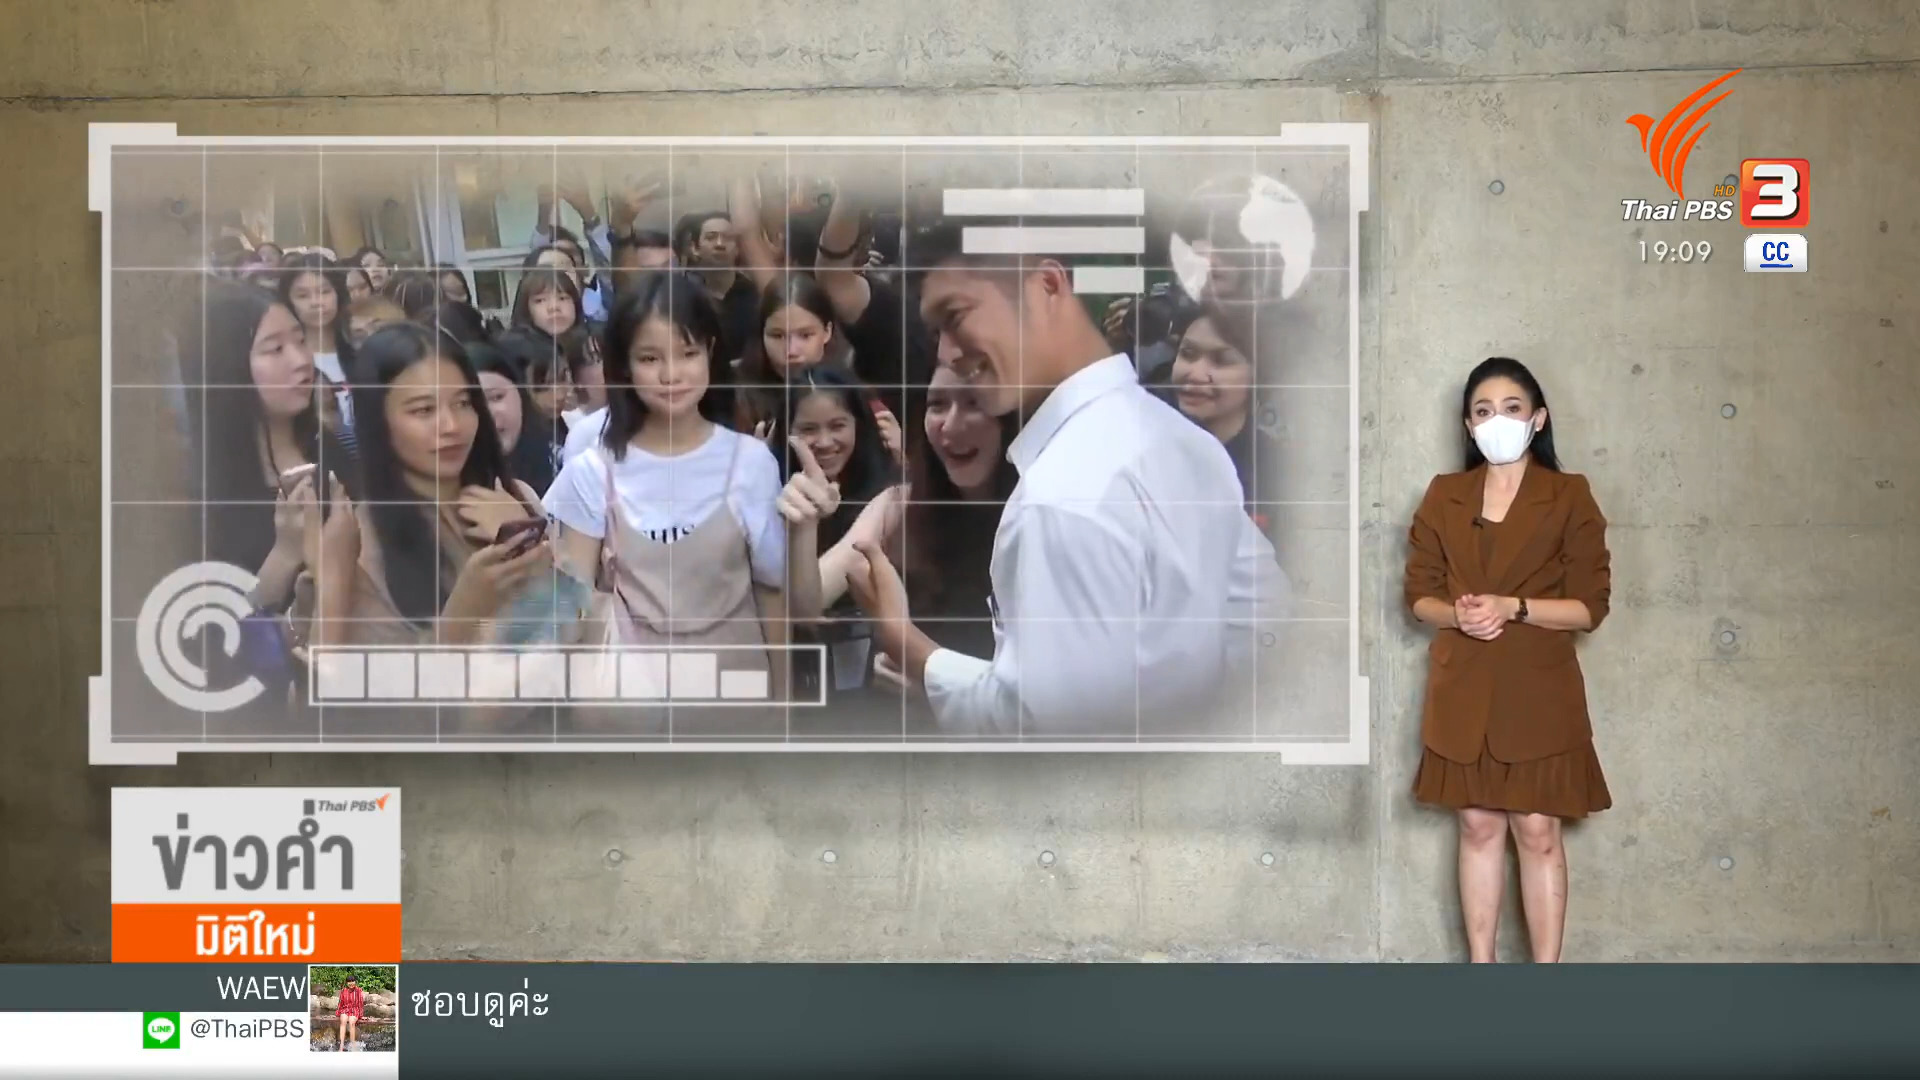 HD
Thai PBS 3
19:09 CC
Thai PBS
ข่าวค่ำ
มิติใหม่
WAEW
ชอบดูค่ะ
LINE @ThaiPBS